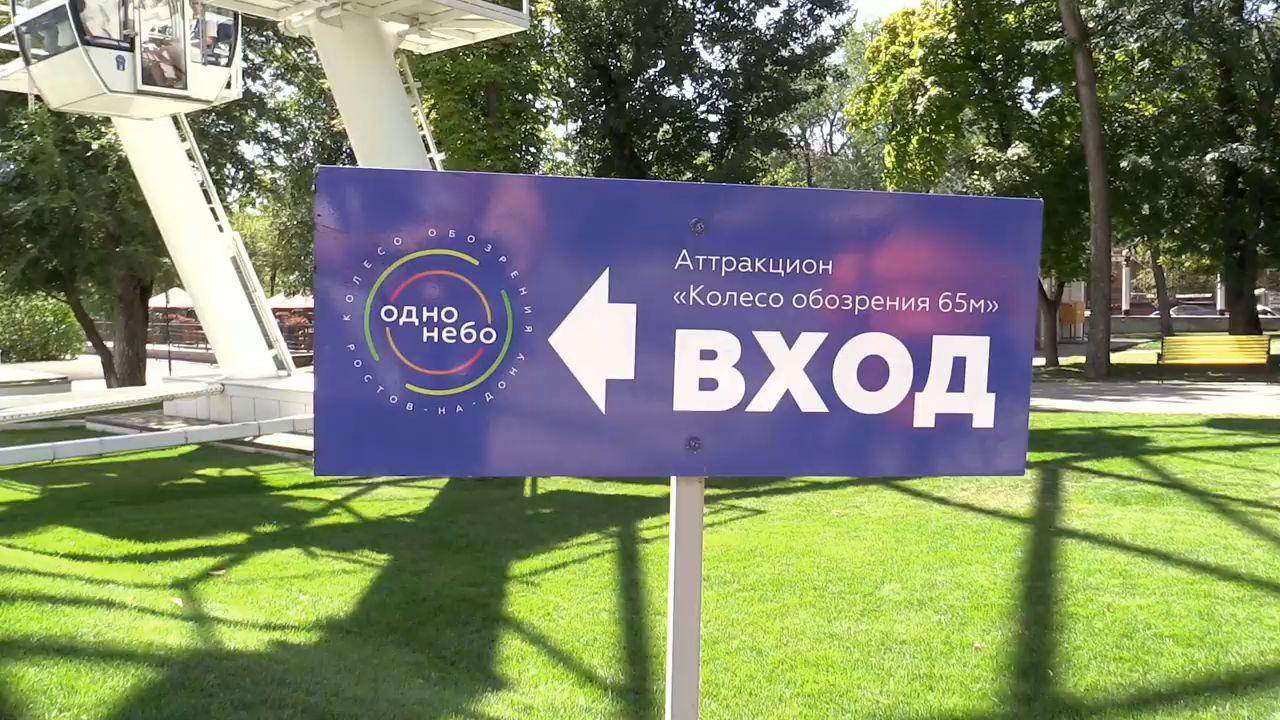 КОЛЕСО ОБОЗРЕНИЯ
одно
небо
РОСТОВ-НА-ДОНУ
Аттракцион
«Колесо обозрения 65м»
ВХОД